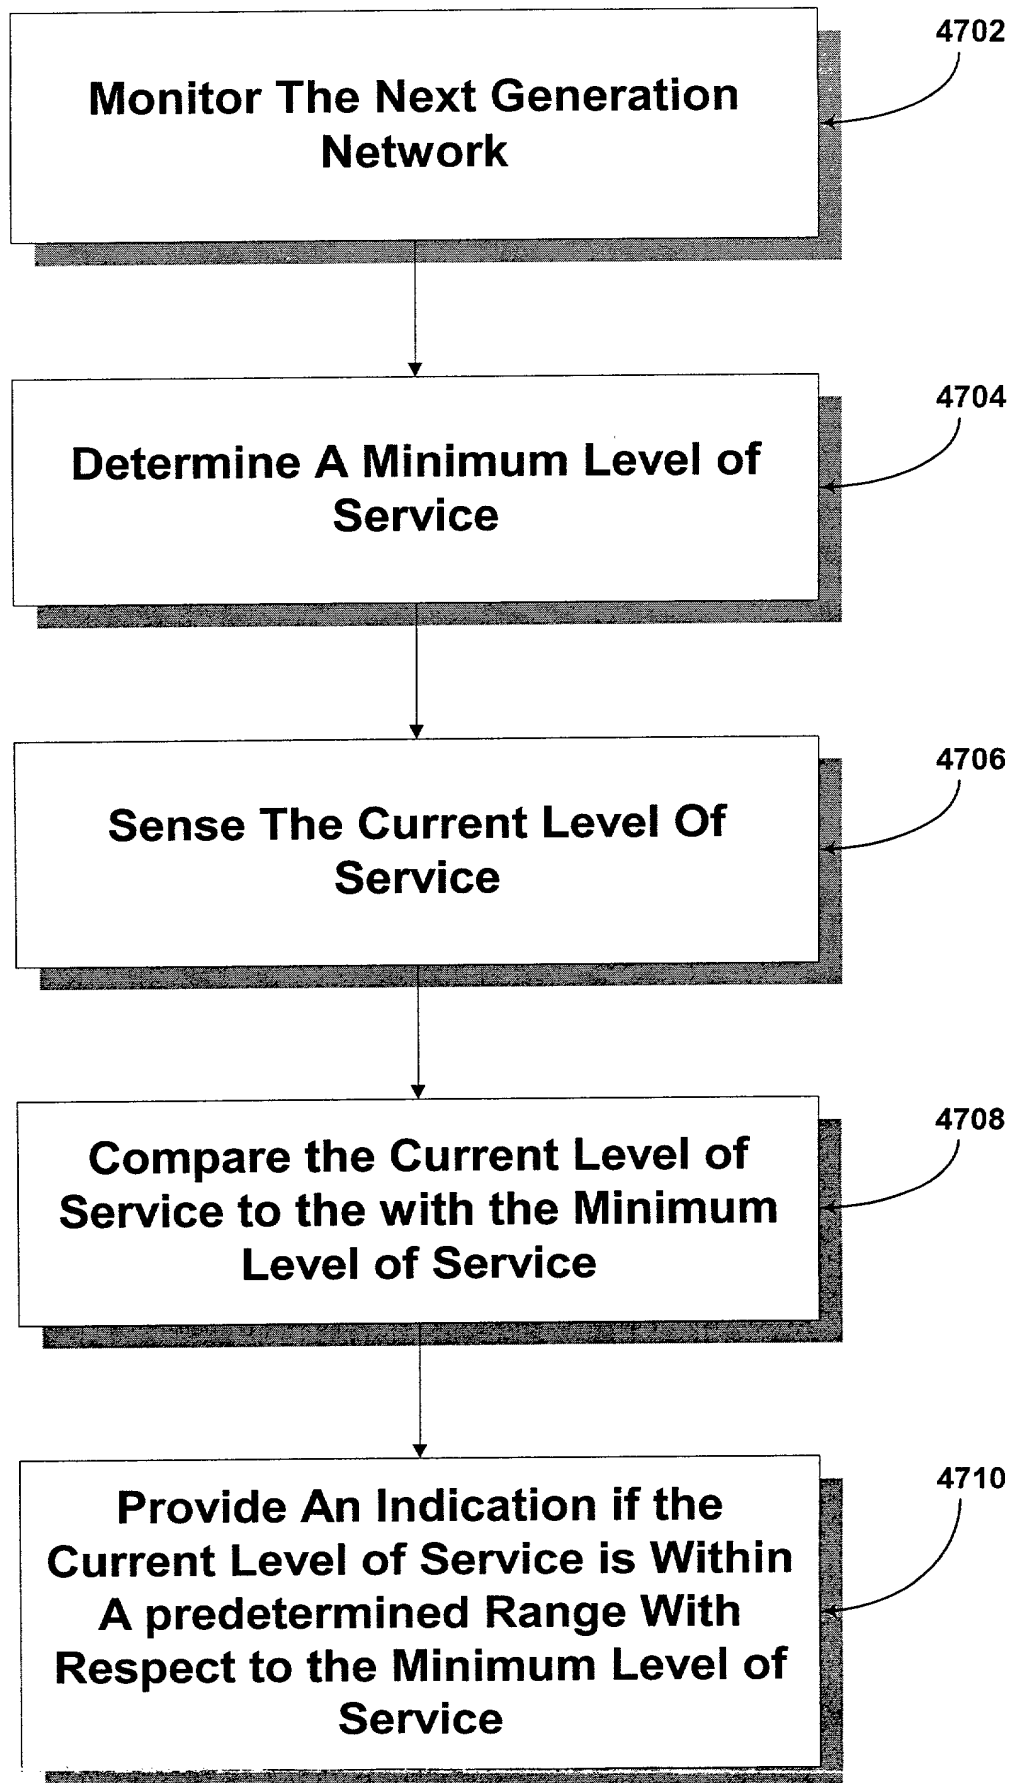 4702
Monitor The Next Generation
Network
4704
Determine A Minimum Level of
Service
4706
Sense The Current Level Of
Service
4708
Compare the Current Level of
Service to the with the Minimum
Level of Service
4710
Provide An Indication if the
Current Level of Service is Within
A predetermined Range With
Respect to the Minimum Level of
Service